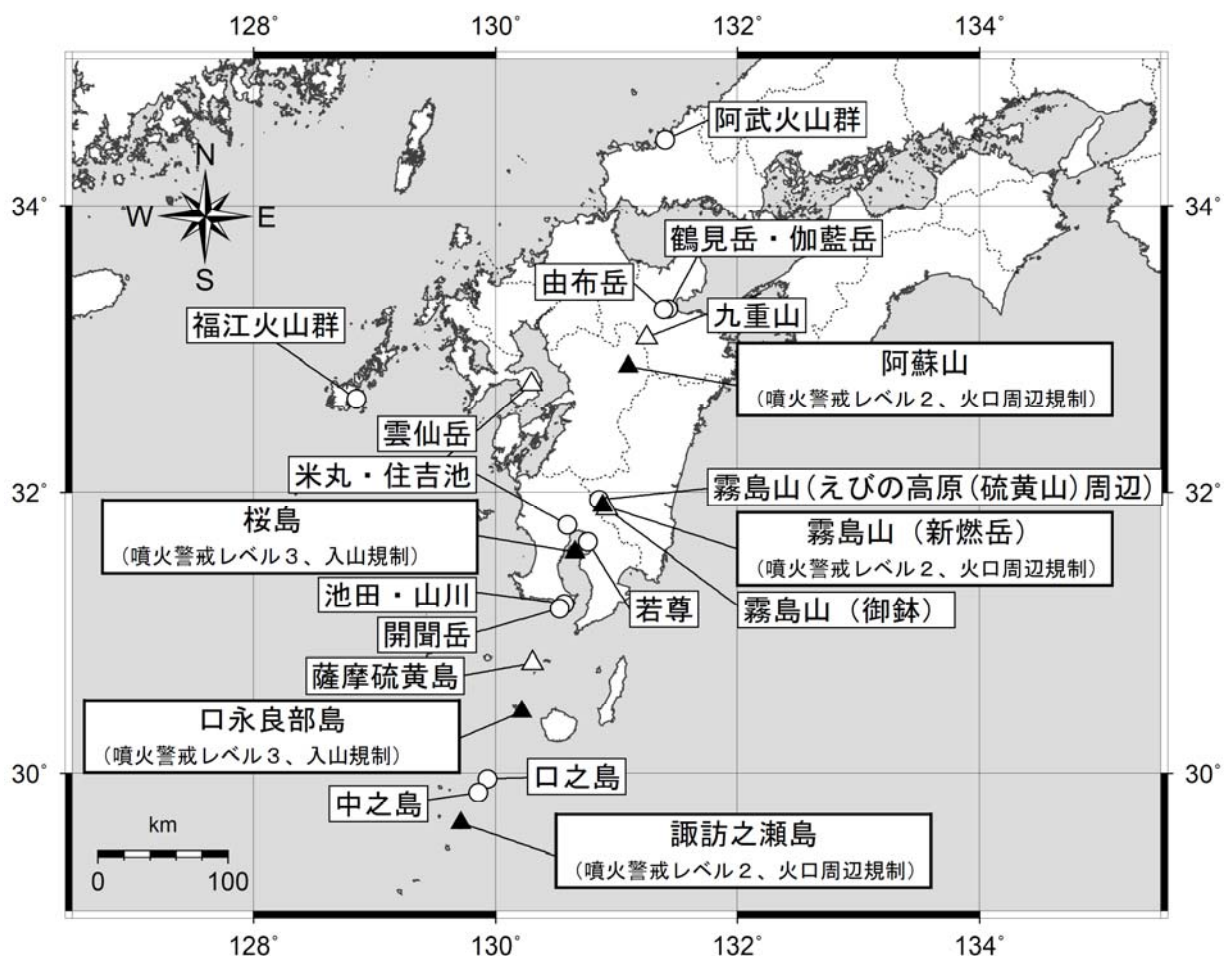 128°
130°
132°
134°
阿武火山群
N
W
E
S
34°
34°
鶴見岳・伽藍岳
由布岳
九重山
福江火山群
阿蘇山
(噴火警戒レベル2、火口周辺規制)
雲仙岳
米丸・住吉池
32°
霧島山(えびの高原(硫黄山)周辺)
32°
桜島
(噴火警戒レベル3、入山規制)
霧島山(新燃岳)
(噴火警戒レベル2、火口周辺規制)
池田・山川
若尊
霧島山(御鉢)
開聞岳
薩摩硫黄島
口永良部島
(噴火警戒レベル3、入山規制)
30°
口之島
30°
中之島
諏訪之瀬島
(噴火警戒レベル2、火口周辺規制)
km
0 100
128°
130°
132°
134°